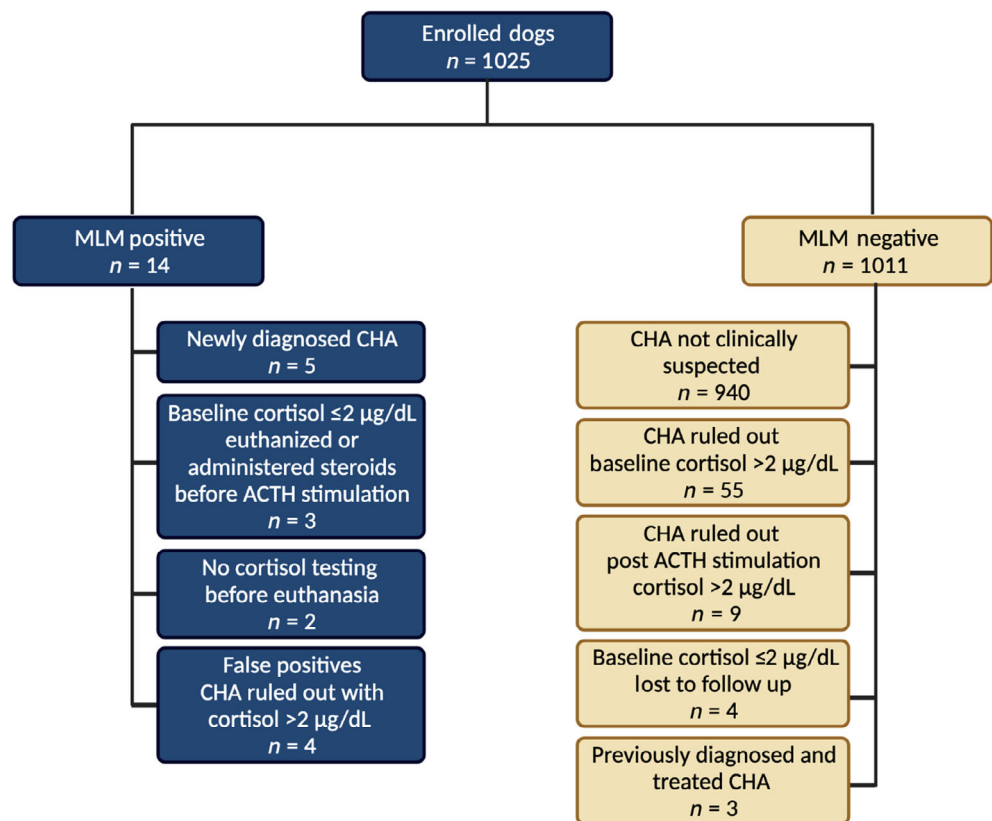 Enrolled dogs
n = 1025
MLM positive
n = 14
Newly diagnosed CHA
n = 5
Baseline cortisol ≤2 µg/dL
euthanized or
administered steroids
before ACTH stimulation
n = 3
No cortisol testing
before euthanasia
n = 2
False positives
CHA ruled out with
cortisol >2 µg/dL
n = 4
MLM negative
n = 1011
CHA not clinically
suspected
n = 940
CHA ruled out
baseline cortisol >2 µg/dL
n = 55
CHA ruled out
post ACTH stimulation
cortisol >2 µg/dL
n = 9
Baseline cortisol ≤2 µg/dL
lost to follow up
n = 4
Previously diagnosed and
treated CHA
n = 3